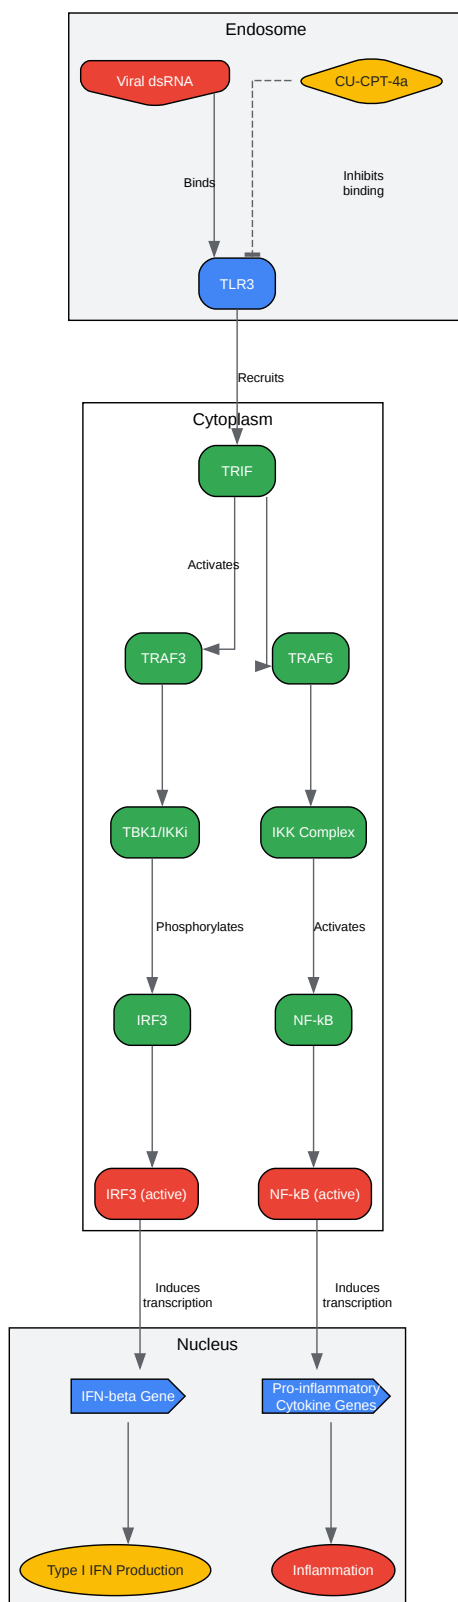 Endosome
Viral dsRNA
CU-CPT-4a
Binds
Inhibits
binding
TLR3
Recruits
Cytoplasm
TRIF
Activates
TRAF3
TRAF6
TBK1/IKKi
IKK Complex
Phosphorylates
Activates
IRF3
NF-kB
IRF3 (active)
NF-kB (active)
Induces
transcription
Induces
transcription
Nucleus
IFN-beta Gene
Pro-inflammatory
Cytokine Genes
Type I IFN Production
Inflammation